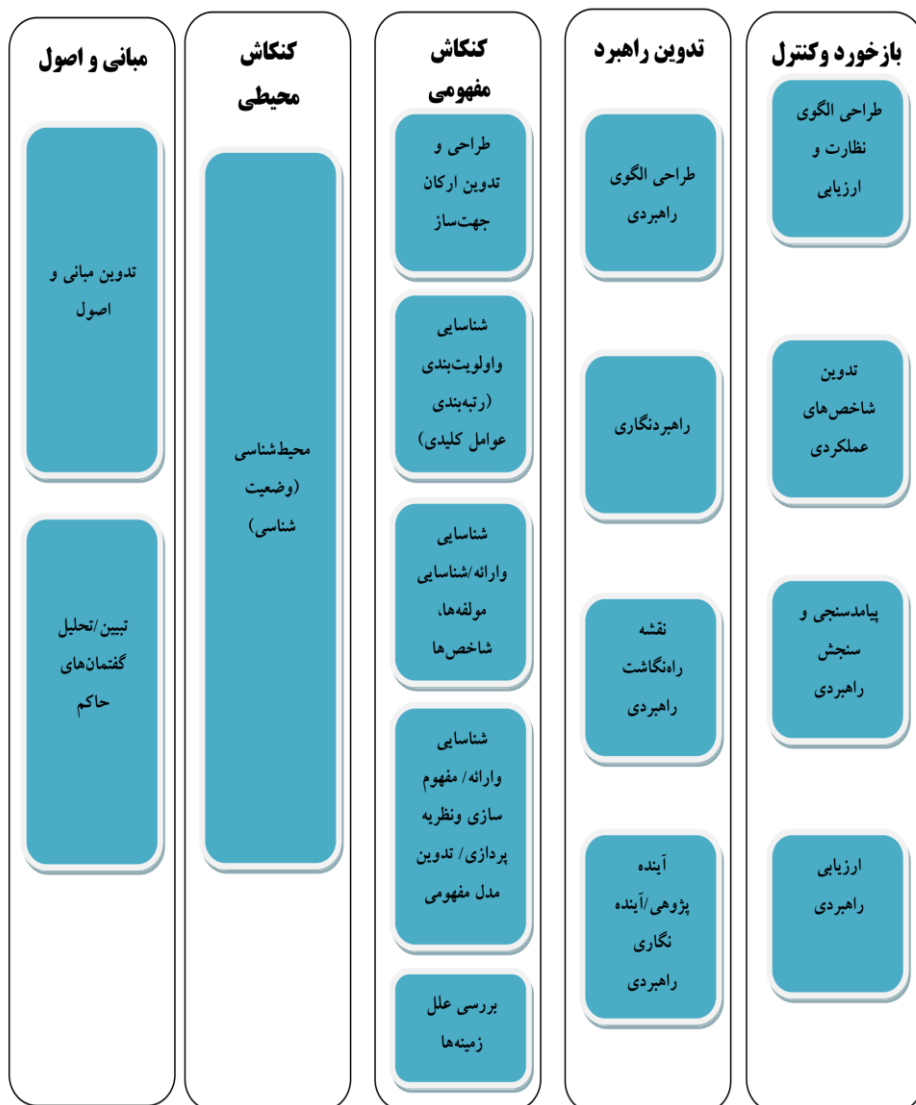 مبانی و اصول
تدوین مبانی و
اصول
تبیین/تحلیل
گفتمان‌های
حاکم
کنکاش
محیطی
محیط‌شناسی
(وضعیت
شناسی)
کنکاش
مفهومی
طراحی و
تدوین ارکان
جهت‌ساز
شناسایی
واولویت‌بندی
(رتبه‌بندی
عوامل کلیدی)
شناسایی
وارائه/شناسایی
مولفه‌ها،
شاخص‌ها
شناسایی
وارائه/ مفهوم
سازی ونظریه
پردازی/ تدوین
مدل مفهومی
بررسی علل
زمینه‌ها
تدوین راهبرد
طراحی الگوی
راهبردی
راهبردنگاری
نقشه
راه‌نگاشت
راهبردی
آینده
پژوهی/آینده
نگاری
راهبردی
بازخورد وکنترل
طراحی الگوی
نظارت و
ارزیابی
تدوین
شاخص‌های
عملکردی
پیامدسنجی و
سنجش
راهبردی
ارزیابی
راهبردی